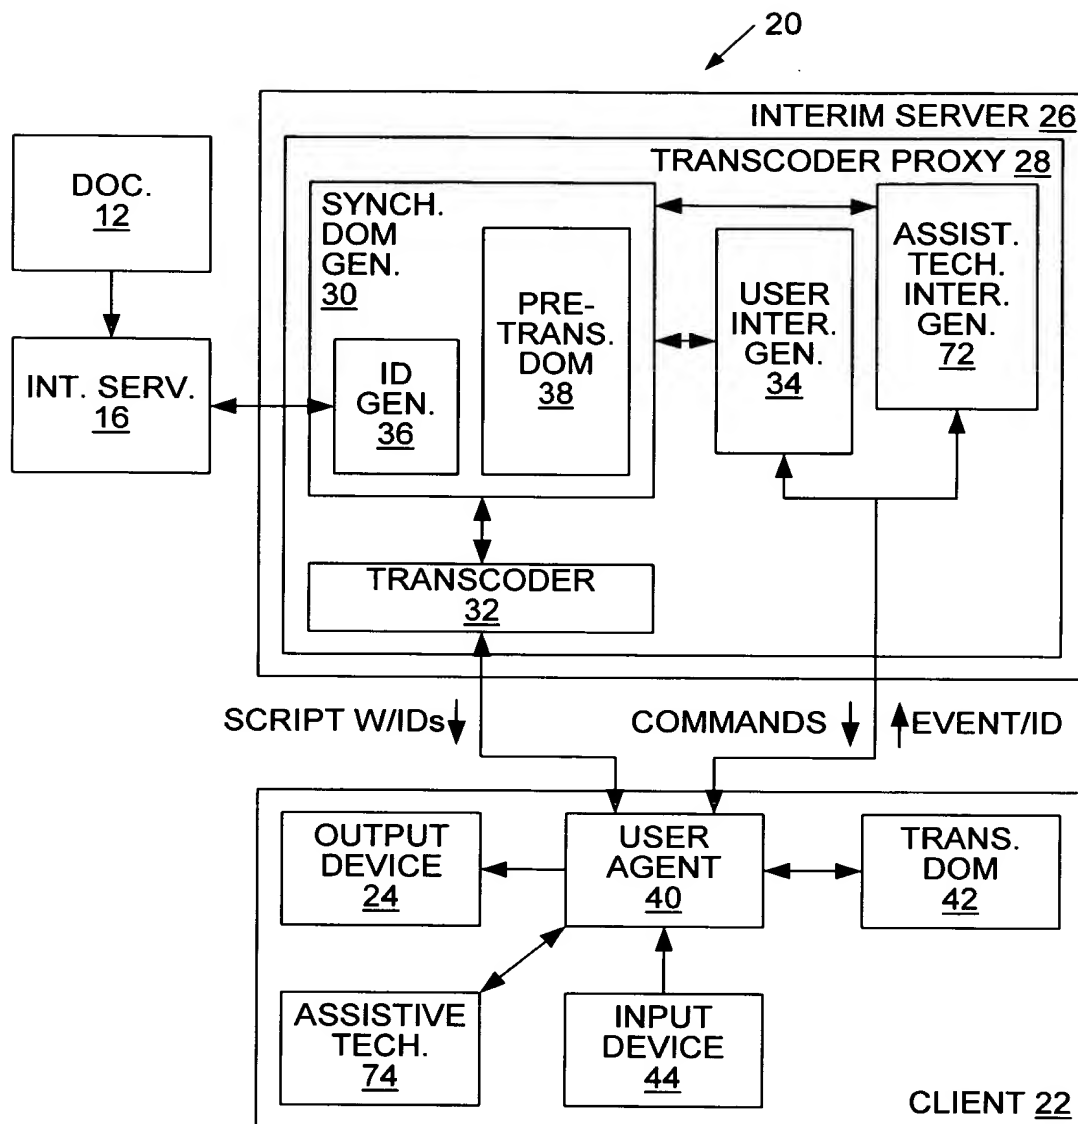 20
INTERIM SERVER 26
TRANSCODER PROXY 28
DOC.
12
INT. SERV.
16
SYNCH.
DOM
GEN.
30
ID
GEN.
36
PRE-
TRANS.
DOM
38
USER
INTER.
GEN.
34
ASSIST.
TECH.
INTER.
GEN.
72
TRANSCODER
32
SCRIPT W/IDs
COMMANDS
EVENT/ID
OUTPUT
DEVICE
24
USER
AGENT
40
TRANS.
DOM
42
ASSISTIVE
TECH.
74
INPUT
DEVICE
44
CLIENT 22